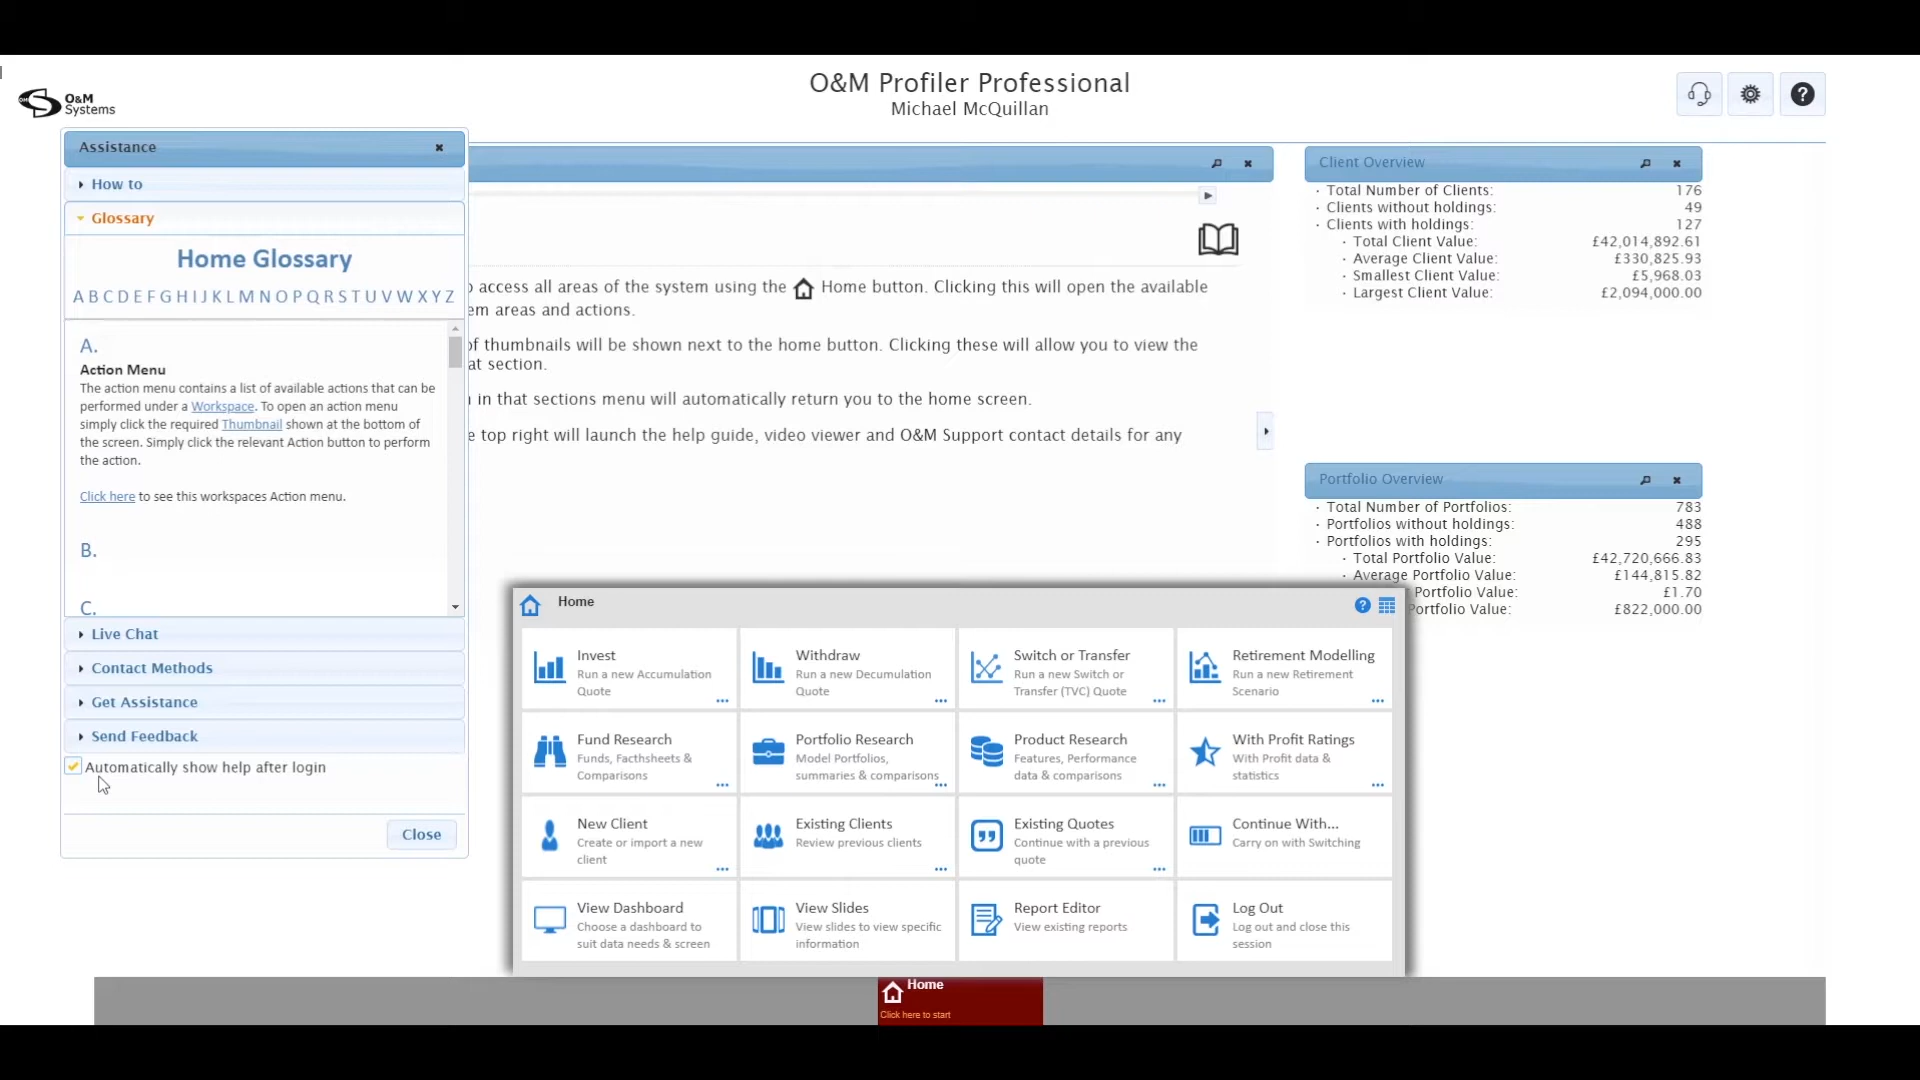 O&M Profiler Professional
Michael McQuillan
O&M
Systems
Assistance
How to
Glossary
Home Glossary
A B C D E F G H I J K L M N O P Q R S T U V W X Y Z
A.
Action Menu
The action menu contains a list of available actions that can be
performed under a Workspace. To open an action menu
simply click the required Thumbnail shown at the bottom of
the screen. Simply click the relevant Action button to perform
the action.
Click here to see this workspaces Action menu.
B.
C.
Live Chat
Contact Methods
Get Assistance
Send Feedback
Automatically show help after login
Close
access all areas of the system using the Home button. Clicking this will open the available
em areas and actions.
of thumbnails will be shown next to the home button. Clicking these will allow you to view the
at section.
in that sections menu will automatically return you to the home screen.
e top right will launch the help guide, video viewer and O&M Support contact details for any
Client Overview
Total Number of Clients: 176
Clients without holdings: 49
Clients with holdings: 127
Total Client Value: £42,014,892.61
Average Client Value: £330,825.93
Smallest Client Value: £5,968.03
Largest Client Value: £2,094,000.00
Portfolio Overview
Total Number of Portfolios: 783
Portfolios without holdings: 488
Portfolios with holdings: 295
Total Portfolio Value: £42,720,666.83
Average Portfolio Value: £144,815.82
Portfolio Value: £1.70
Portfolio Value: £822,000.00
Home
Invest
Run a new Accumulation
Quote
Withdraw
Run a new Decumulation
Quote
Switch or Transfer
Run a new Switch or
Transfer (TVC) Quote
Retirement Modelling
Run a new Retirement
Scenario
Fund Research
Funds, Factsheets &
Comparisons
Portfolio Research
Model Portfolios,
summaries & comparisons
Product Research
Features, Performance
data & comparisons
With Profit Ratings
With Profit data &
statistics
New Client
Create or import a new
client
Existing Clients
Review previous clients
Existing Quotes
Continue with a previous
quote
Continue With...
Carry on with Switching
View Dashboard
Choose a dashboard to
suit data needs & screen
View Slides
View slides to view specific
information
Report Editor
View existing reports
Log Out
Log out and close this
session
Home
Click here to start